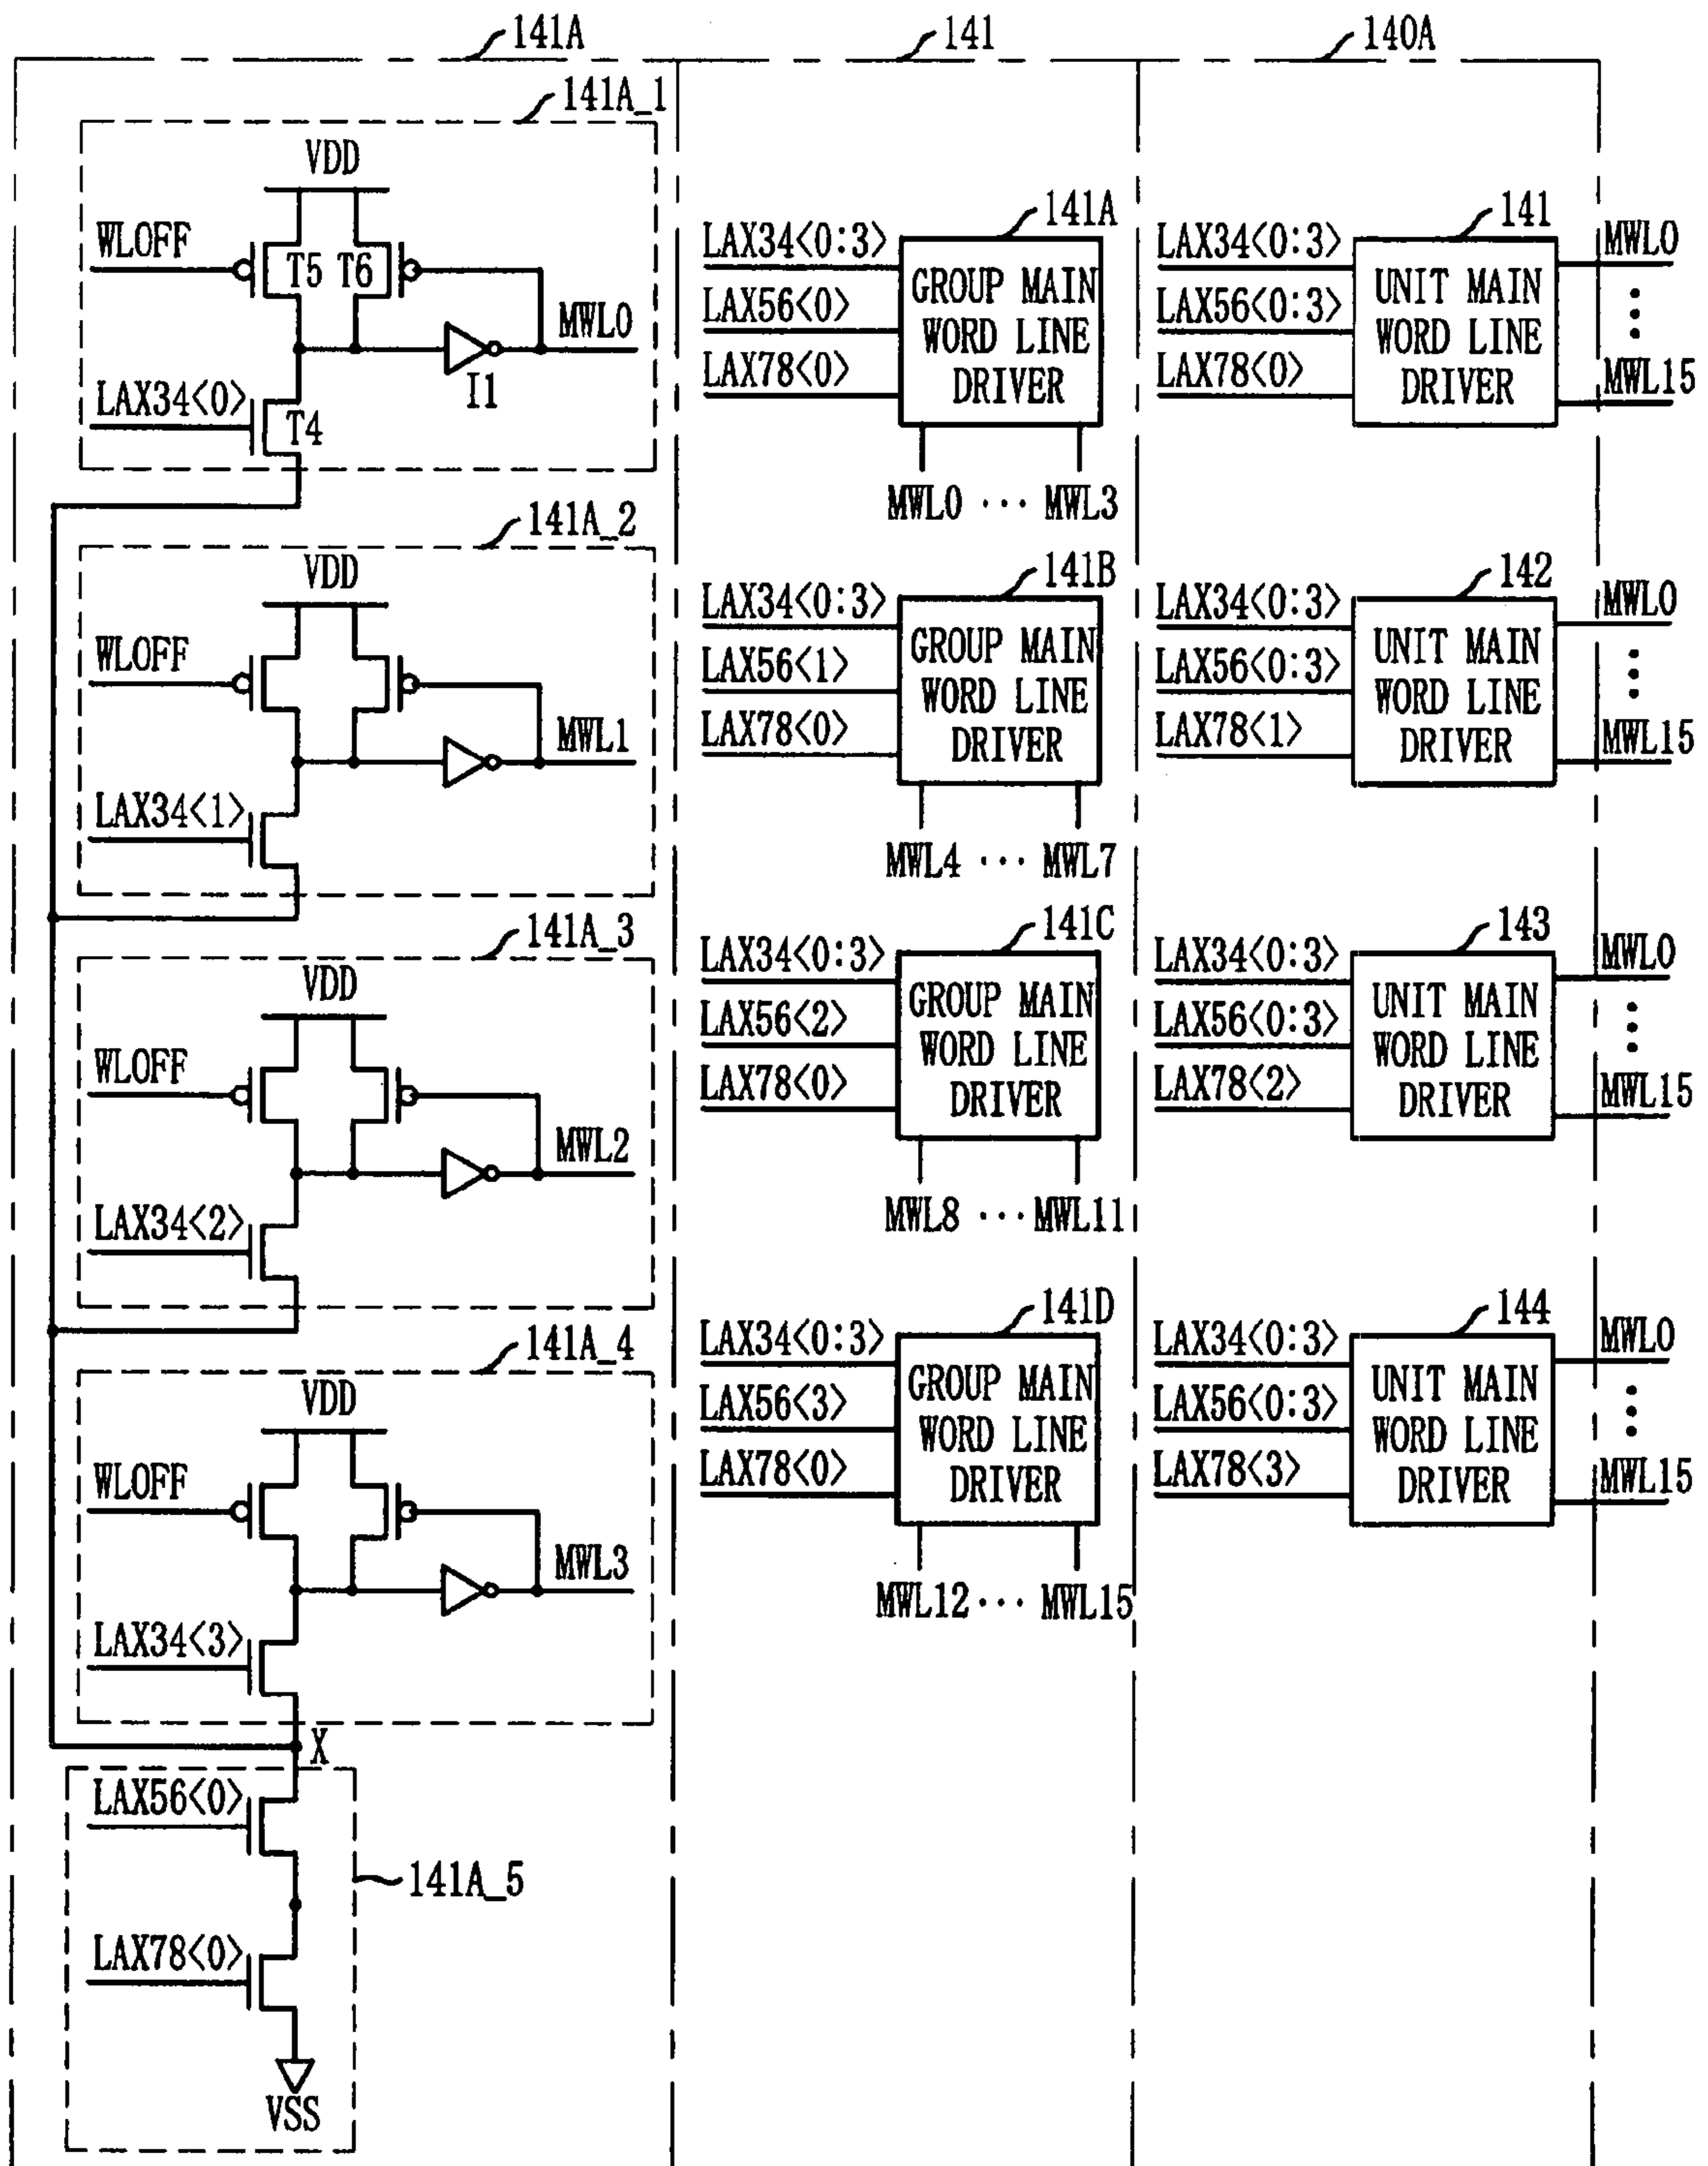 141A
141A_1
VDD
WLOFF
T5 T6
MWL0
I1
LAX34<0>
T4
141A_2
VDD
WLOFF
MWL1
LAX34<1>
141A_3
VDD
WLOFF
MWL2
LAX34<2>
141A_4
VDD
WLOFF
MWL3
LAX34<3>
X
LAX56<0>
141A_5
LAX78<0>
VSS
141
141A
LAX34<0:3>
LAX56<0>
LAX78<0>
GROUP MAIN
WORD LINE
DRIVER
MWL0 ··· MWL3
141B
LAX34<0:3>
LAX56<1>
LAX78<0>
GROUP MAIN
WORD LINE
DRIVER
MWL4 ··· MWL7
141C
LAX34<0:3>
LAX56<2>
LAX78<0>
GROUP MAIN
WORD LINE
DRIVER
MWL8 ··· MWL11
141D
LAX34<0:3>
LAX56<3>
LAX78<0>
GROUP MAIN
WORD LINE
DRIVER
MWL12 ··· MWL15
140A
141
LAX34<0:3>
LAX56<0:3>
LAX78<0>
UNIT MAIN
WORD LINE
DRIVER
MWL0
MWL15
142
LAX34<0:3>
LAX56<0:3>
LAX78<1>
UNIT MAIN
WORD LINE
DRIVER
MWL0
MWL15
143
LAX34<0:3>
LAX56<0:3>
LAX78<2>
UNIT MAIN
WORD LINE
DRIVER
MWL0
MWL15
144
LAX34<0:3>
LAX56<0:3>
LAX78<3>
UNIT MAIN
WORD LINE
DRIVER
MWL0
MWL15